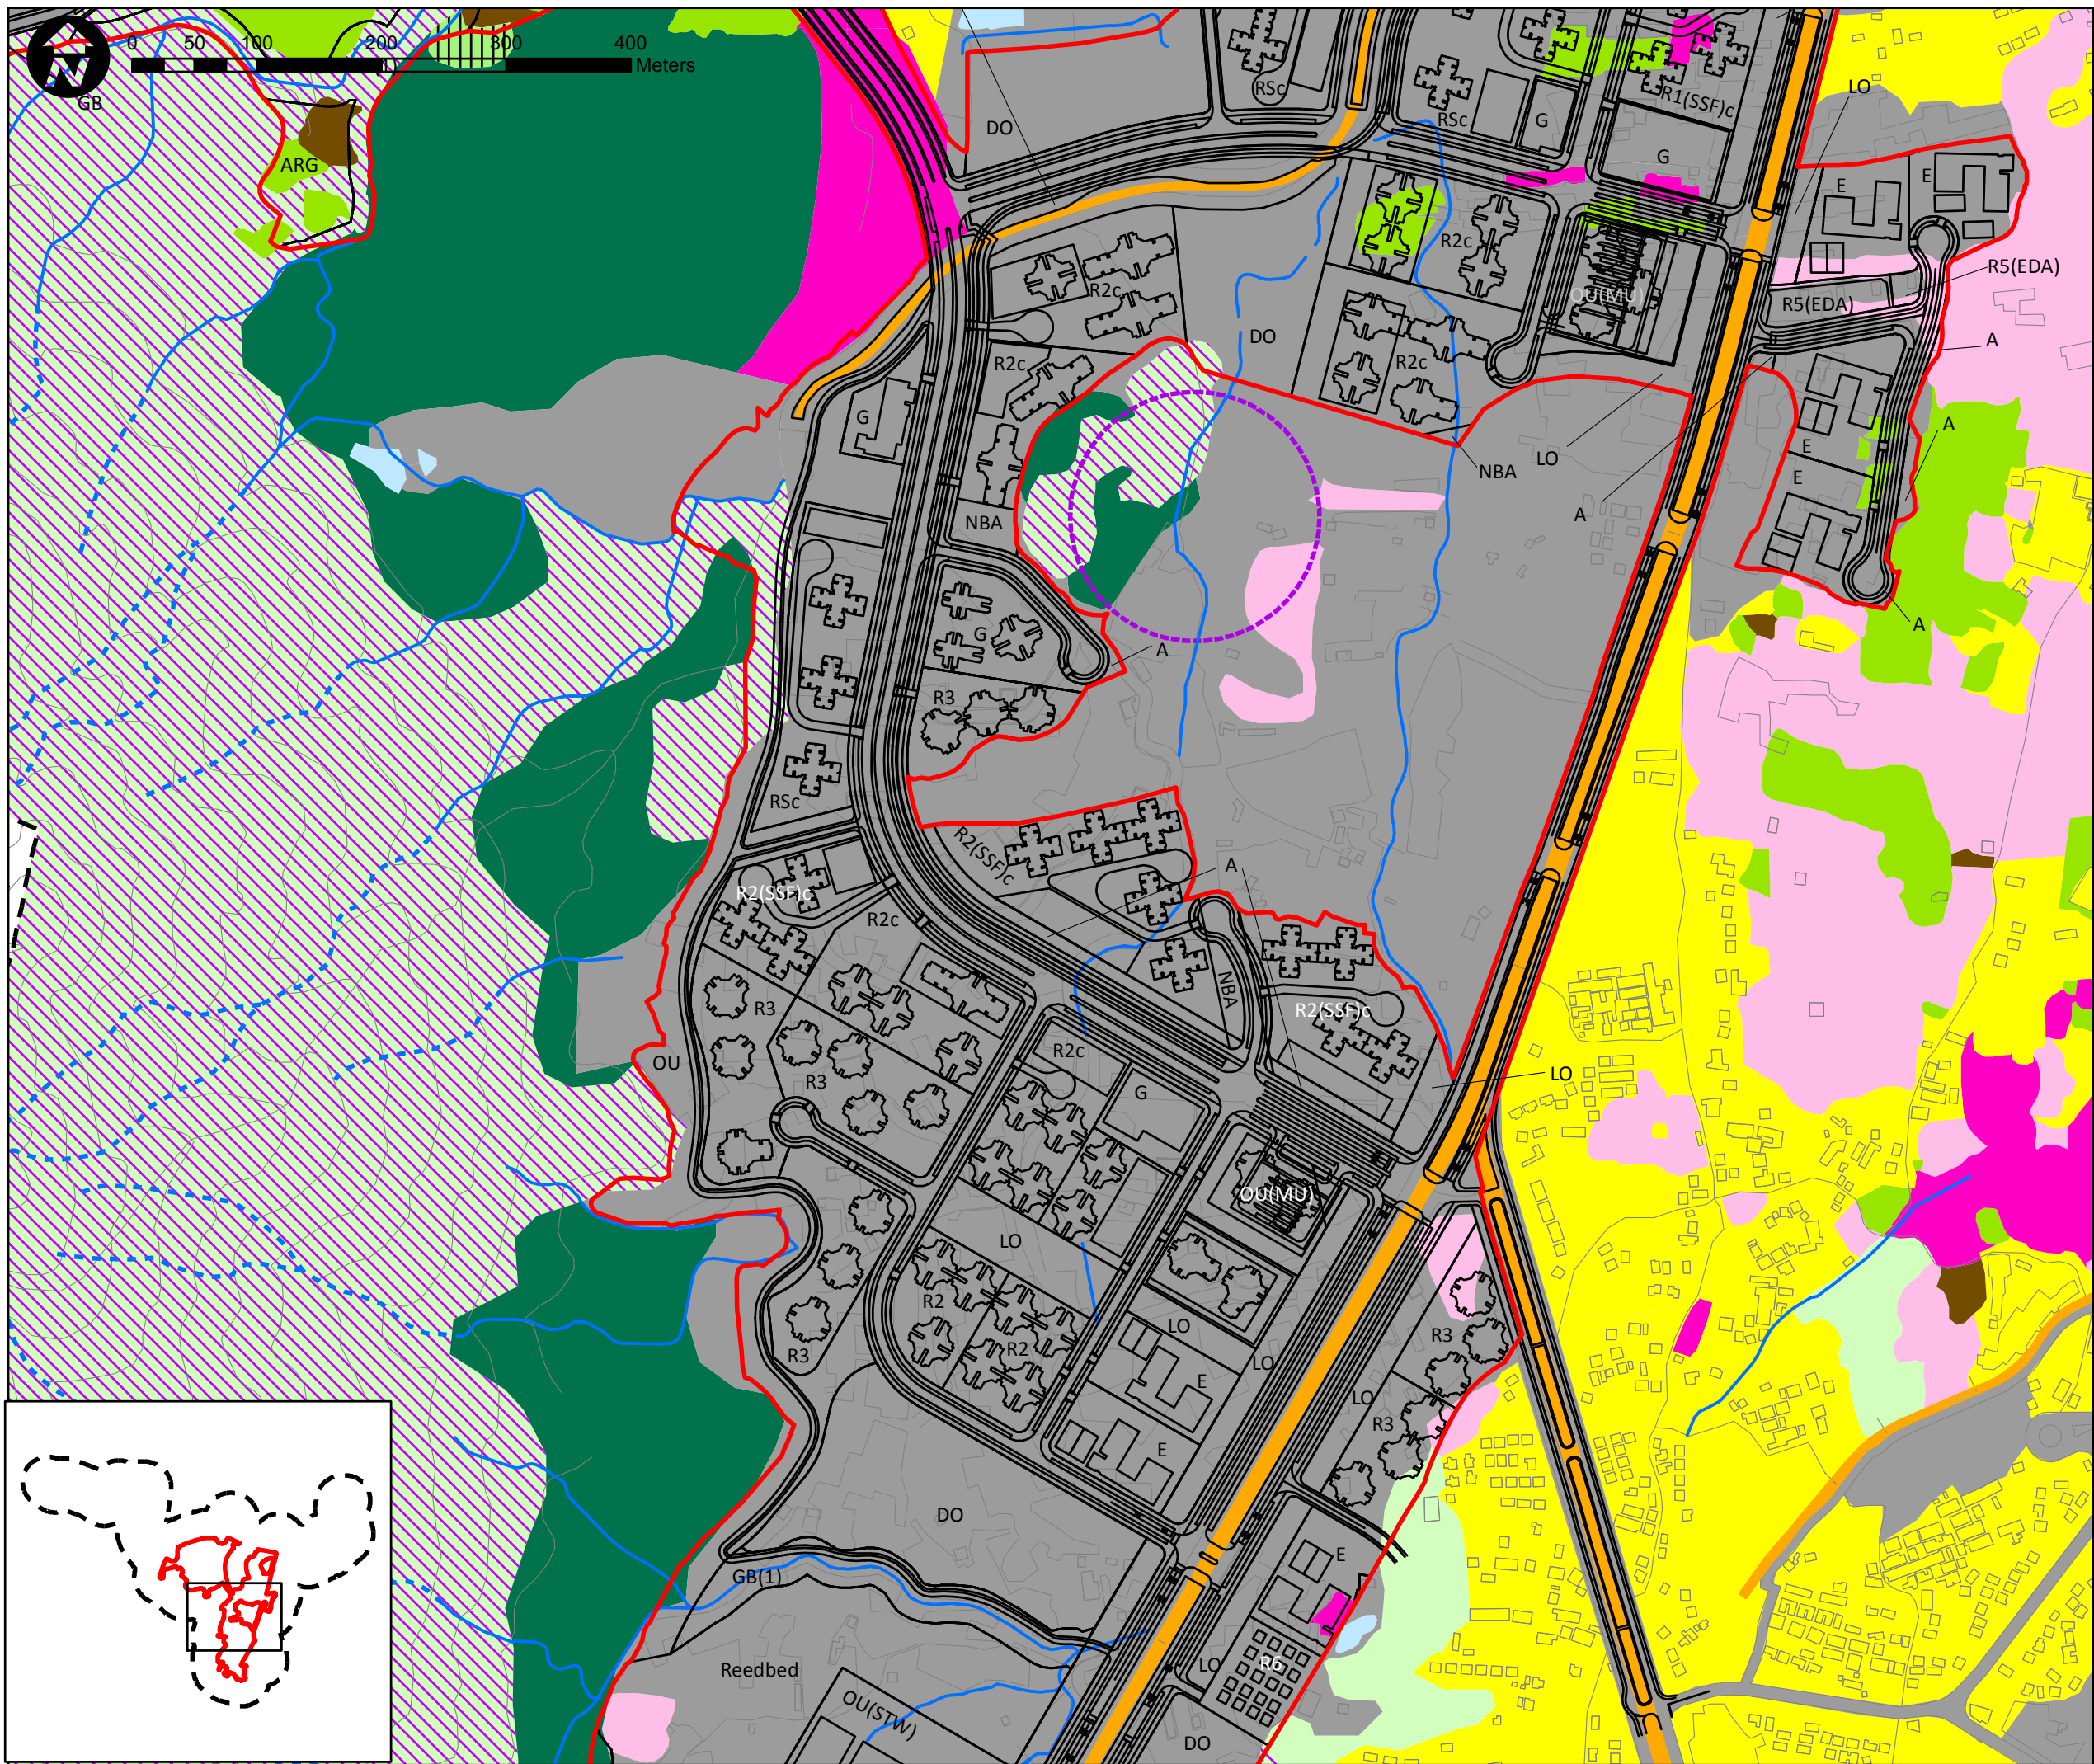 0 50 100 200 300 400
Meters
GB
ARG
DO
RSc
RSc
G
R1(SSF)c
G
LO
E
E
R2c
R2c
OU(MU)
R5(EDA)
R5(EDA)
DO
R2c
R2c
A
G
NBA
LO
A
A
E
E
NBA
A
G
A
R3
RSc
R2(SSF)c
A
R2(SSF)c
R2c
NBA
R2(SSF)c
R3
OU
R2c
R3
G
LO
OU(MU)
LO
R2
LO
R3
R2
R3
LO
E
LO
R3
E
DO
E
GB(1)
Reedbed
LO
R6
OU(STW)
DO